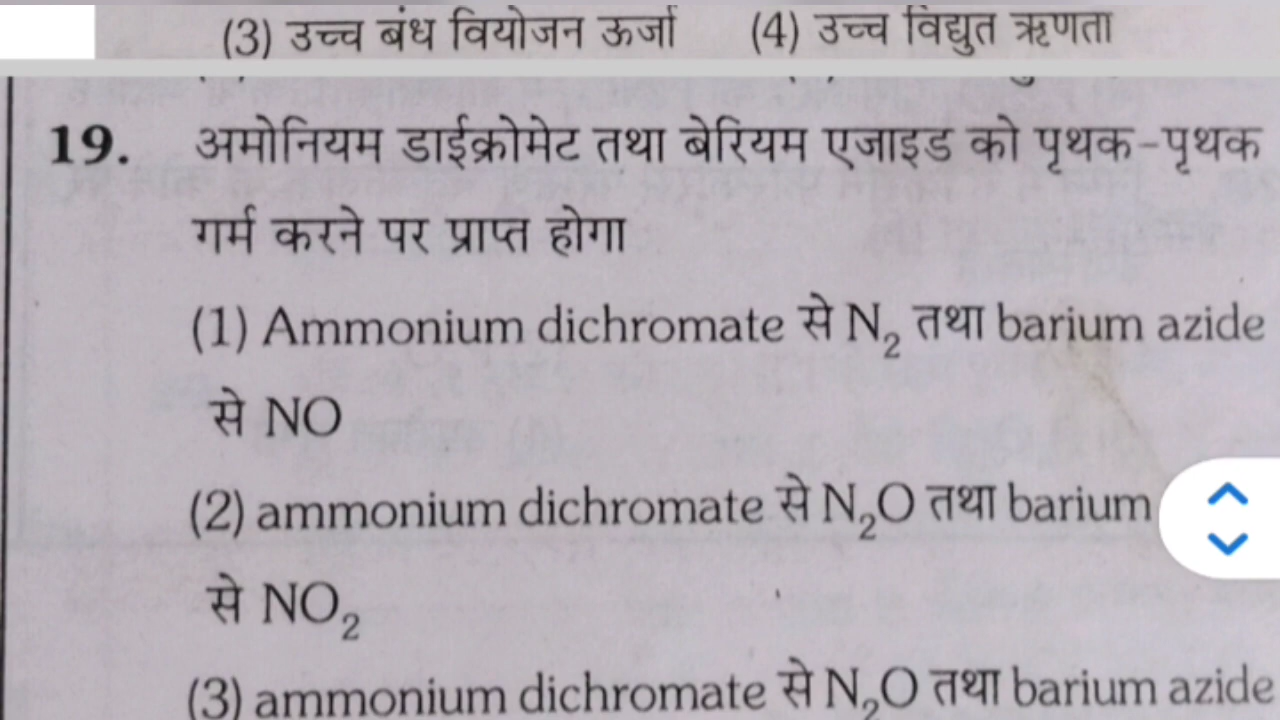 (3) उच्च बंध वियोजन ऊर्जा (4) उच्च विद्युत ऋणता
19. अमोनियम डाईक्रोमेट तथा बेरियम एजाइड को पृथक-पृथक
गर्म करने पर प्राप्त होगा
(1) Ammonium dichromate से N₂ तथा barium azide
से NO
(2) ammonium dichromate से N₂O तथा barium
से NO₂
(3) ammonium dichromate से N₂O तथा barium azide